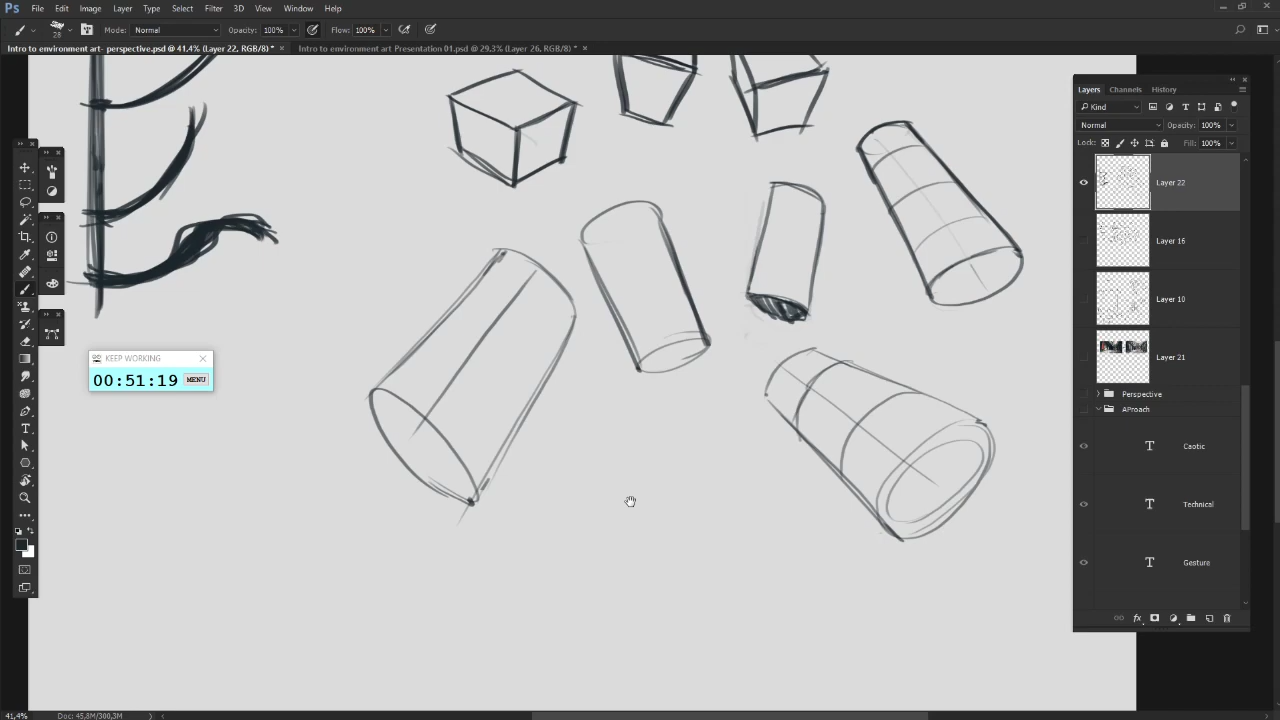 Ps File Edit Image Layer Type Select Filter 3D View Window Help
28 Mode: Normal Opacity: 100% Flow: 100%
Intro to environment art- perspective.psd @ 41,4% (Layer 22, RGB/8) * × Intro to environment art Presentation 01.psd @ 29,3% (Layer 26, RGB/8) * ×
Layers Channels History
Kind
Normal Opacity: 100%
Lock: Fill: 100%
Layer 22
Layer 16
Layer 10
Layer 21
Perspective
AProach
T Caotic
T Technical
T Gesture
KEEP WORKING
00:51:19 MENU
41,4% Doc: 45,8M/300,3M